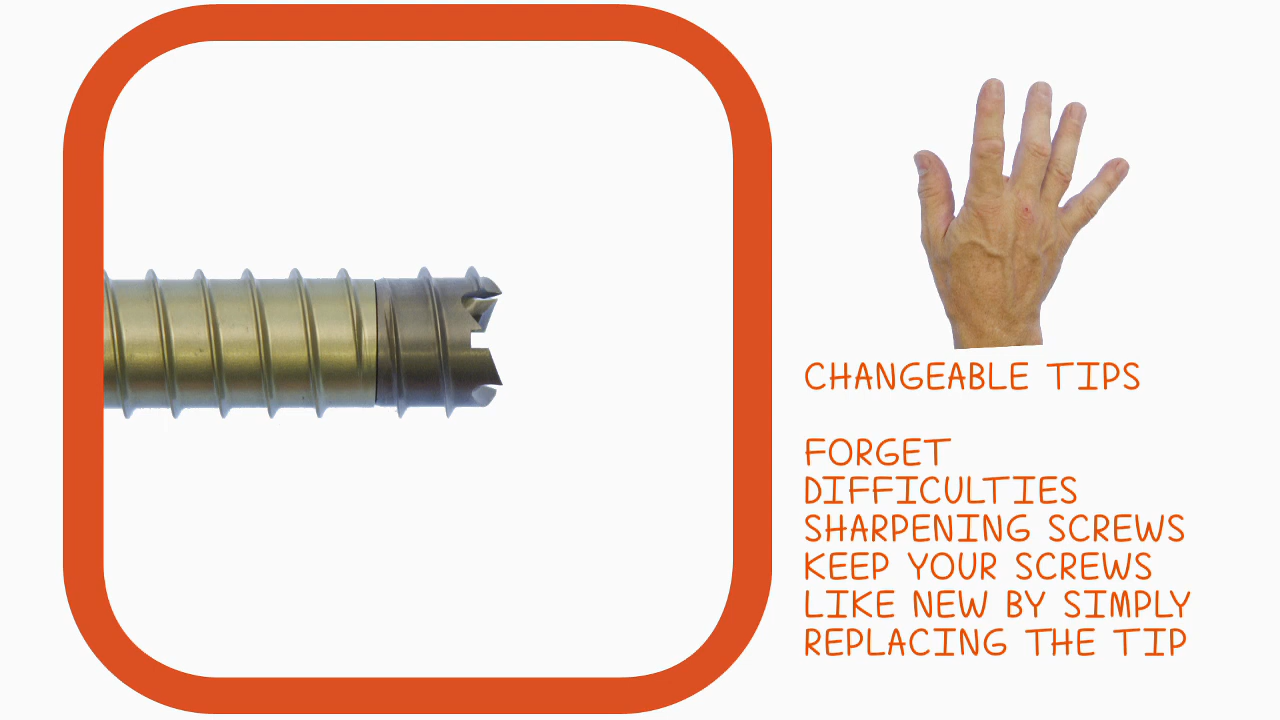 CHANGEABLE TIPS
FORGET
DIFFICULTIES
SHARPENING SCREWS
KEEP YOUR SCREWS
LIKE NEW BY SIMPLY
REPLACING THE TIP